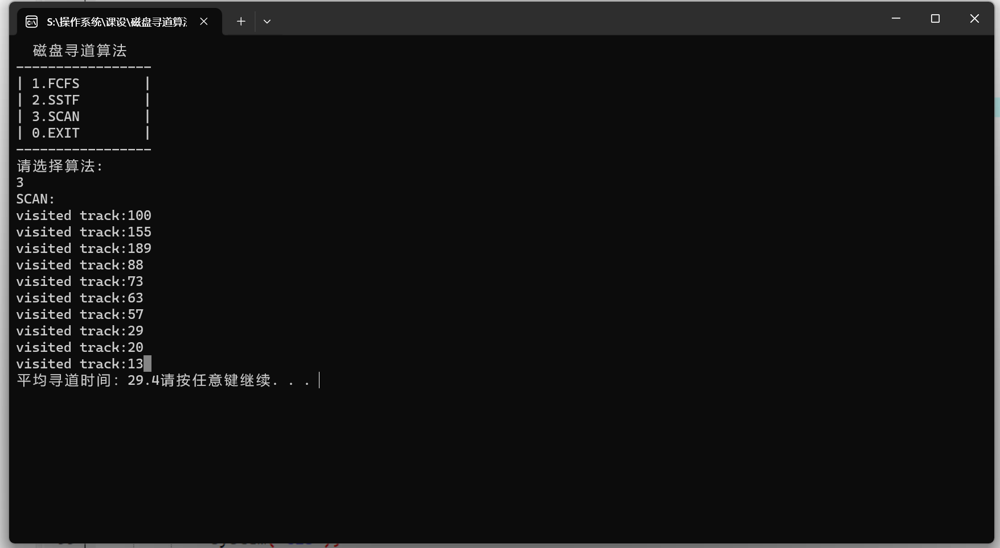 S:\操作系统\课设\磁盘寻道算
磁盘寻道算法
-----------------
| 1.FCFS        |
| 2.SSTF        |
| 3.SCAN        |
| 0.EXIT        |
-----------------
请选择算法:
3
SCAN:
visited track:100
visited track:155
visited track:189
visited track:88
visited track:73
visited track:63
visited track:57
visited track:29
visited track:20
visited track:13
平均寻道时间: 29.4请按任意键继续. . .